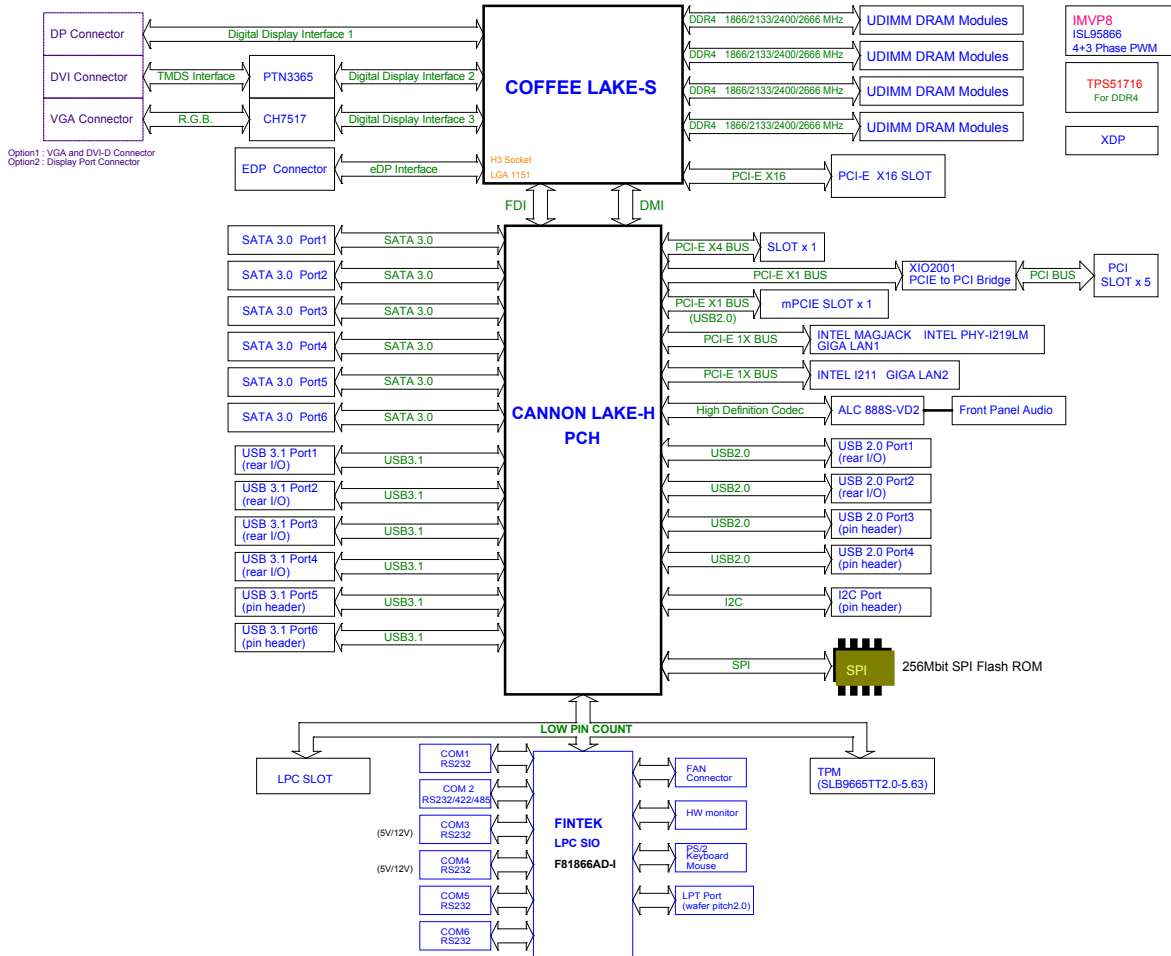 DP Connector
Digital Display Interface 1
DVI Connector
TMDS Interface
PTN3365
Digital Display Interface 2
VGA Connector
R.G.B.
CH7517
Digital Display Interface 3
Option1 : VGA and DVI-D Connector
Option2 : Display Port Connector
EDP Connector
eDP Interface
COFFEE LAKE-S
H3 Socket
LGA 1151
DDR4 1866/2133/2400/2666 MHz
UDIMM DRAM Modules
DDR4 1866/2133/2400/2666 MHz
UDIMM DRAM Modules
DDR4 1866/2133/2400/2666 MHz
UDIMM DRAM Modules
DDR4 1866/2133/2400/2666 MHz
UDIMM DRAM Modules
PCI-E X16
PCI-E X16 SLOT
IMVP8
ISL95866
4+3 Phase PWM
TPS51716
For DDR4
XDP
FDI
DMI
SATA 3.0 Port1
SATA 3.0
SATA 3.0 Port2
SATA 3.0
SATA 3.0 Port3
SATA 3.0
SATA 3.0 Port4
SATA 3.0
SATA 3.0 Port5
SATA 3.0
SATA 3.0 Port6
SATA 3.0
USB 3.1 Port1
(rear I/O)
USB3.1
USB 3.1 Port2
(rear I/O)
USB3.1
USB 3.1 Port3
(rear I/O)
USB3.1
USB 3.1 Port4
(rear I/O)
USB3.1
USB 3.1 Port5
(pin header)
USB3.1
USB 3.1 Port6
(pin header)
USB3.1
CANNON LAKE-H
PCH
PCI-E X4 BUS
SLOT x 1
PCI-E X1 BUS
XIO2001
PCIE to PCI Bridge
PCI BUS
PCI
SLOT x 5
PCI-E X1 BUS
(USB2.0)
mPCIE SLOT x 1
PCI-E 1X BUS
INTEL MAGJACK INTEL PHY-I219LM
GIGA LAN1
PCI-E 1X BUS
INTEL I211 GIGA LAN2
High Definition Codec
ALC 888S-VD2
Front Panel Audio
USB2.0
USB 2.0 Port1
(rear I/O)
USB2.0
USB 2.0 Port2
(rear I/O)
USB2.0
USB 2.0 Port3
(pin header)
USB2.0
USB 2.0 Port4
(pin header)
I2C
I2C Port
(pin header)
SPI
SPI
256Mbit SPI Flash ROM
LOW PIN COUNT
LPC SLOT
TPM
(SLB9665TT2.0-5.63)
COM1
RS232
COM 2
RS232/422/485
(5V/12V)
COM3
RS232
(5V/12V)
COM4
RS232
COM5
RS232
COM6
RS232
FINTEK
LPC SIO
F81866AD-I
FAN
Connector
HW monitor
PS/2
Keyboard
Mouse
LPT Port
(wafer pitch2.0)